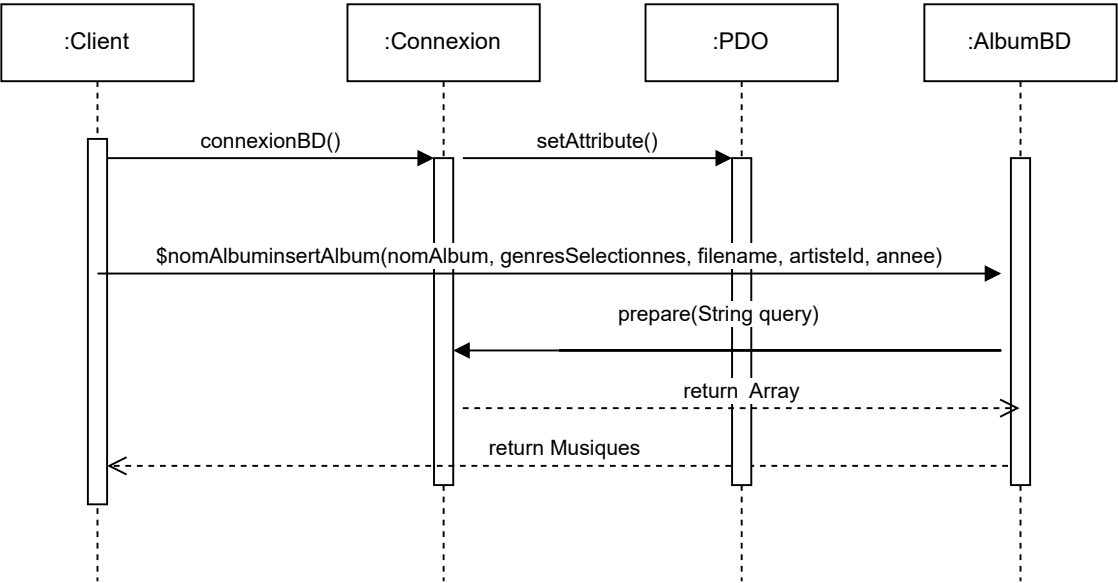 :Client
:Connexion
:PDO
:AlbumBD
connexionBD()
setAttribute()
$nomAlbuminsertAlbum(nomAlbum, genresSelectionnes, filename, artisteId, annee)
prepare(String query)
return  Array
return Musiques